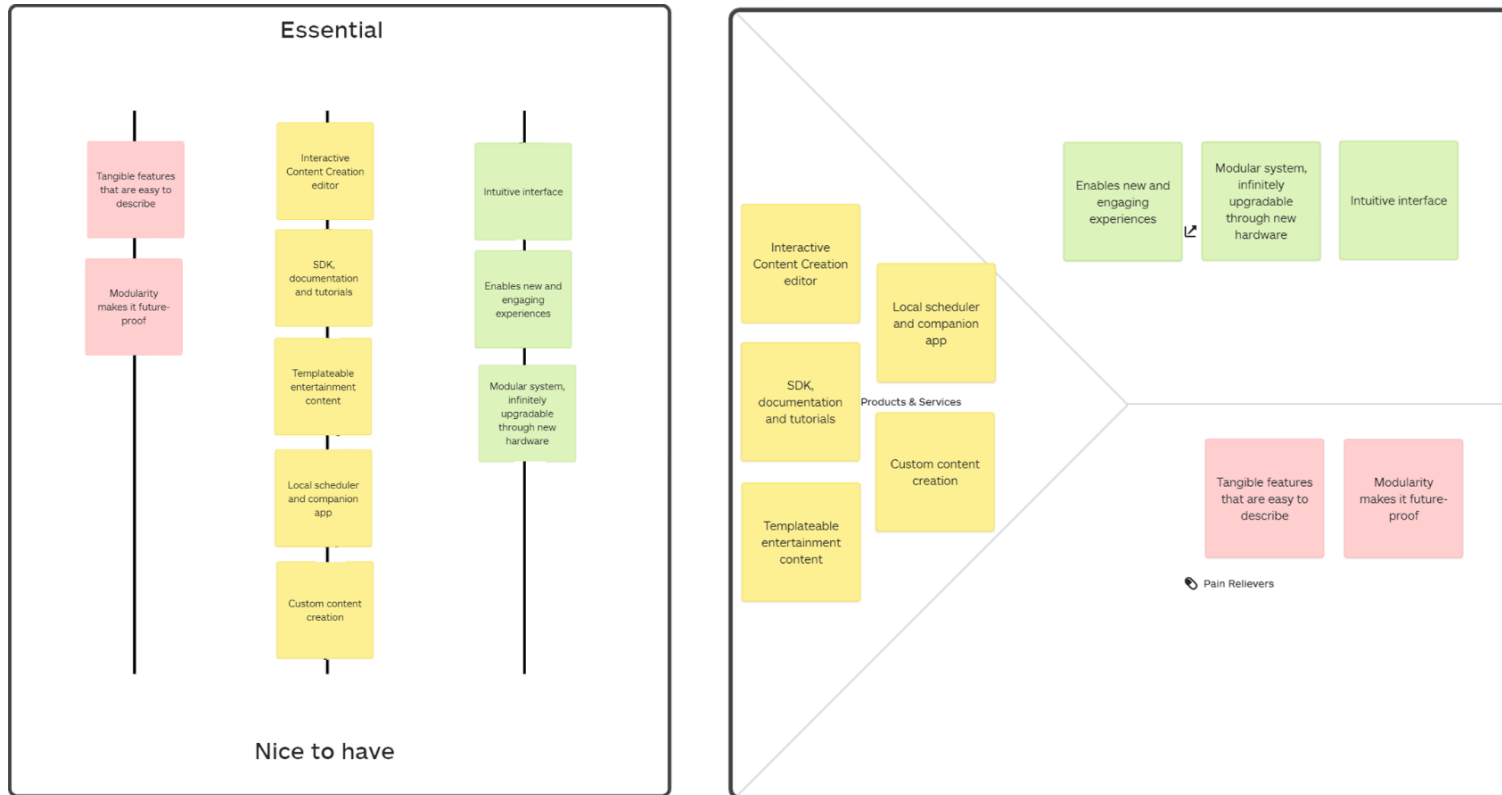 Essential
Tangible features
that are easy to
describe
Modularity
makes it future-
proof
Interactive
Content Creation
editor
SDK,
documentation
and tutorials
Templateable
entertainment
content
Local scheduler
and companion
app
Custom content
creation
Intuitive interface
Enables new and
engaging
experiences
Modular system,
infinitely
upgradable
through new
hardware
Nice to have
Interactive
Content Creation
editor
SDK,
documentation
and tutorials
Templateable
entertainment
content
Local scheduler
and companion
app
Products & Services
Custom content
creation
Enables new and
engaging
experiences
Modular system,
infinitely
upgradable
through new
hardware
Intuitive interface
Tangible features
that are easy to
describe
Modularity
makes it future-
proof
Pain Relievers